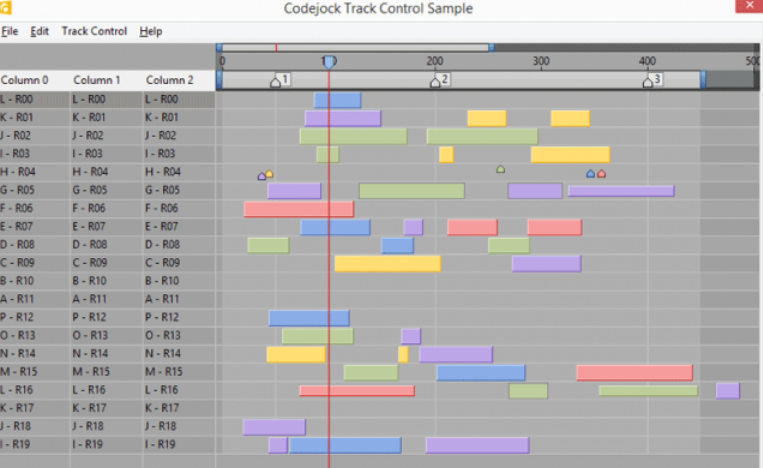 Codejock Track Control Sample
File Edit Track Control Help
0 100 200 300 400 500
Column 0 Column 1 Column 2 1 2 3
L - R00 L - R00 L - R00
K - R01 K - R01 K - R01
J - R02 J - R02 J - R02
I - R03 I - R03 I - R03
H - R04 H - R04 H - R04
G - R05 G - R05 G - R05
F - R06 F - R06 F - R06
E - R07 E - R07 E - R07
D - R08 D - R08 D - R08
C - R09 C - R09 C - R09
B - R10 B - R10 B - R10
A - R11 A - R11 A - R11
P - R12 P - R12 P - R12
O - R13 O - R13 O - R13
N - R14 N - R14 N - R14
M - R15 M - R15 M - R15
L - R16 L - R16 L - R16
K - R17 K - R17 K - R17
J - R18 J - R18 J - R18
I - R19 I - R19 I - R19